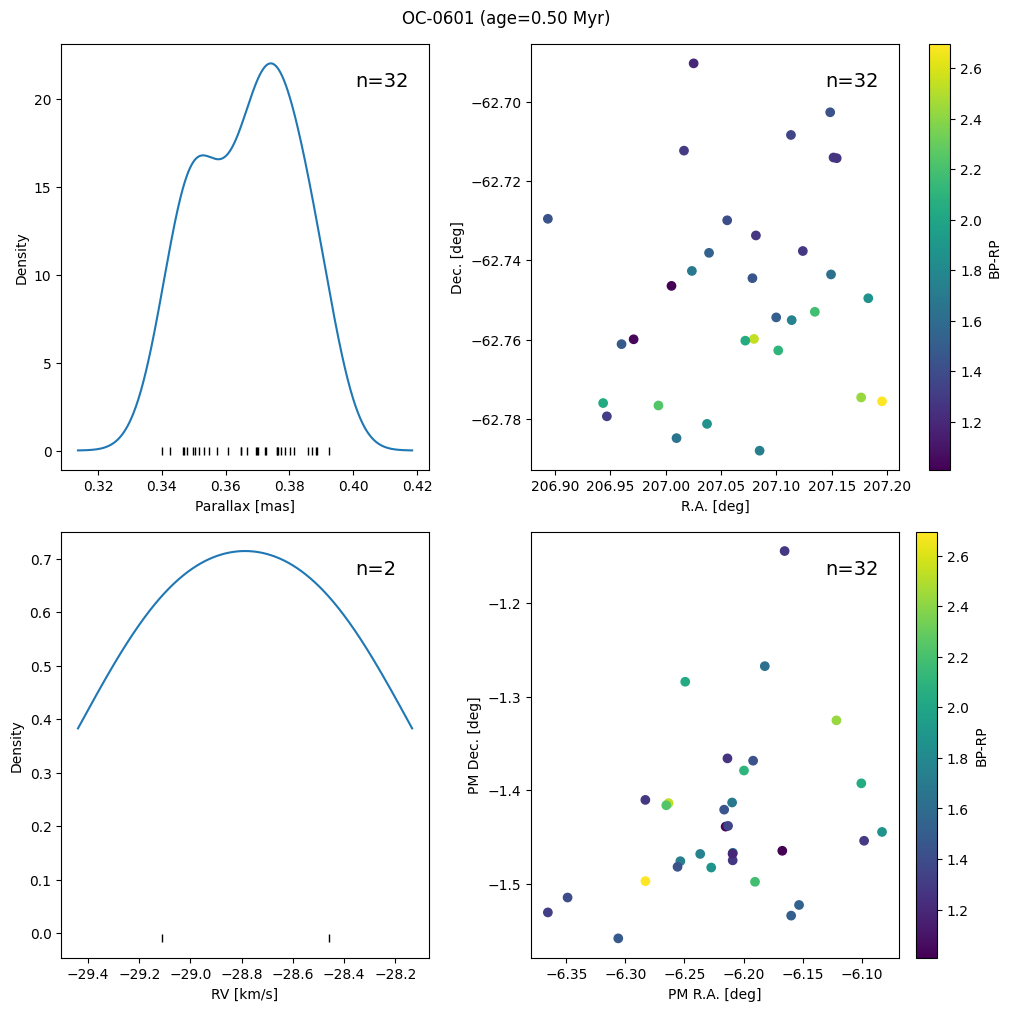 OC-0601 (age=0.50 Myr)
n=32
Density
20
15
10
5
0
0.32 0.34 0.36 0.38 0.40 0.42
Parallax [mas]
n=32
Dec. [deg]
−62.70
−62.72
−62.74
−62.76
−62.78
206.90 206.95 207.00 207.05 207.10 207.15 207.20
R.A. [deg]
2.6
2.4
2.2
2.0
1.8
1.6
1.4
1.2
BP-RP
n=2
Density
0.7
0.6
0.5
0.4
0.3
0.2
0.1
0.0
−29.4 −29.2 −29.0 −28.8 −28.6 −28.4 −28.2
RV [km/s]
n=32
PM Dec. [deg]
−1.2
−1.3
−1.4
−1.5
−6.35 −6.30 −6.25 −6.20 −6.15 −6.10
PM R.A. [deg]
2.6
2.4
2.2
2.0
1.8
1.6
1.4
1.2
BP-RP